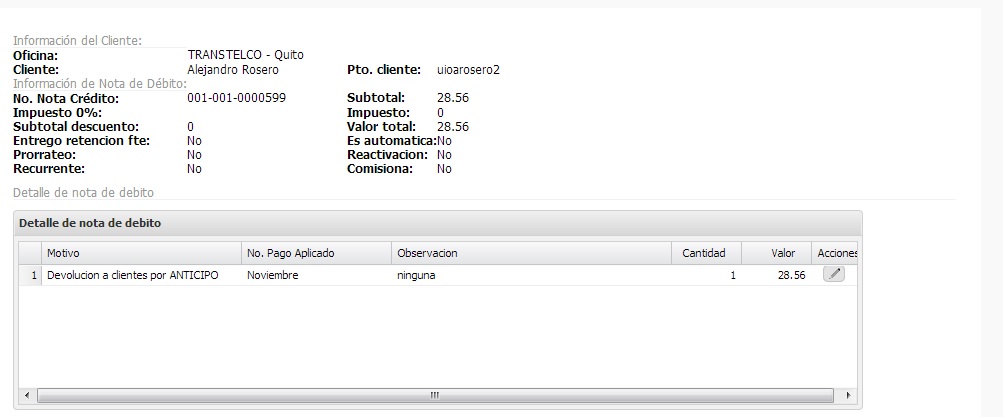 Información del Cliente:
Oficina: TRANSTELCO - Quito
Cliente: Alejandro Rosero Pto. cliente: uioarosero2
Información de Nota de Débito:
No. Nota Crédito: 001-001-0000599 Subtotal: 28.56
Impuesto 0%: Impuesto: 0
Subtotal descuento: 0 Valor total: 28.56
Entrego retencion fte: No Es automatica:No
Prorrateo: No Reactivacion: No
Recurrente: No Comisiona: No
Detalle de nota de debito
Detalle de nota de debito
Motivo No. Pago Aplicado Observacion Cantidad Valor Acciones
1 Devolucion a clientes por ANTICIPO Noviembre ninguna 1 28.56